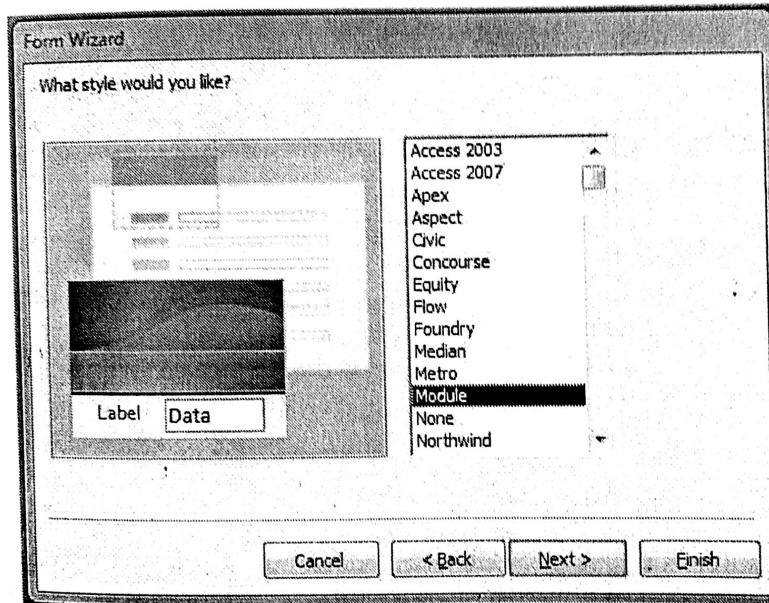 Form Wizard
What style would you like?
Access 2003
Access 2007
Apex
Aspect
Civic
Concourse
Equity
Flow
Foundry
Median
Metro
Module
None
Northwind
Label
Data
Cancel
< Back
Next >
Finish